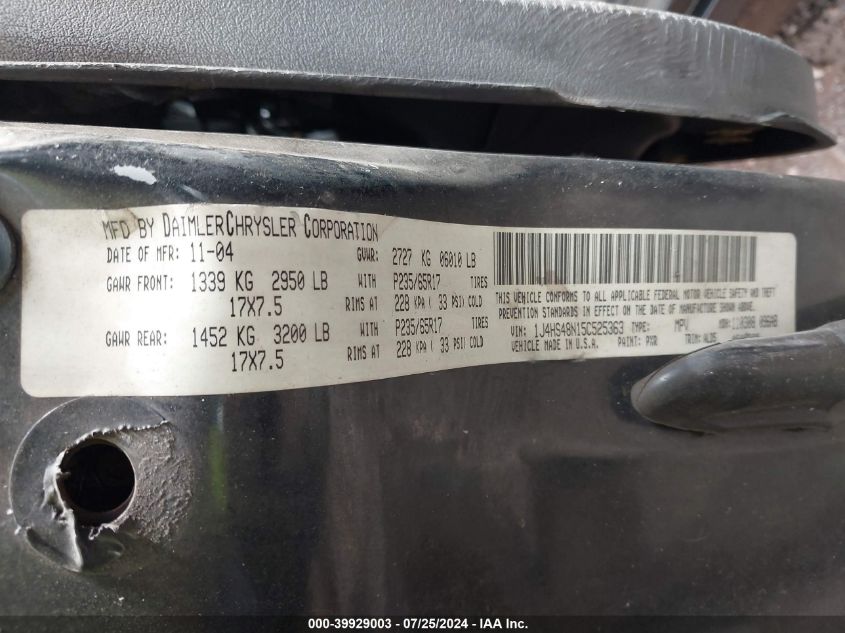 MFD BY DAIMLERCHRYSLER CORPORATION
DATE OF MFR: 11-04 GVWR: 2727 KG 06010 LB
GAWR FRONT: 1339 KG 2950 LB WITH P235/65R17 TIRES
17X7.5 RIMS AT 228 KPA ( 33 PSI) COLD
GAWR REAR: 1452 KG 3200 LB WITH P235/65R17 TIRES
17X7.5 RIMS AT 228 KPA ( 33 PSI) COLD
THIS VEHICLE CONFORMS TO ALL APPLICABLE FEDERAL MOTOR VEHICLE SAFETY AND THEFT
PREVENTION STANDARDS IN EFFECT ON THE DATE OF MANUFACTURE SHOWN ABOVE.
VIN: 1J4HS48N15C525363 TYPE: MPV MDH:
VEHICLE MADE IN U.S.A. PAINT: PXR TRIM:
000-39929003 / 07/25/2024 / IAA Inc.